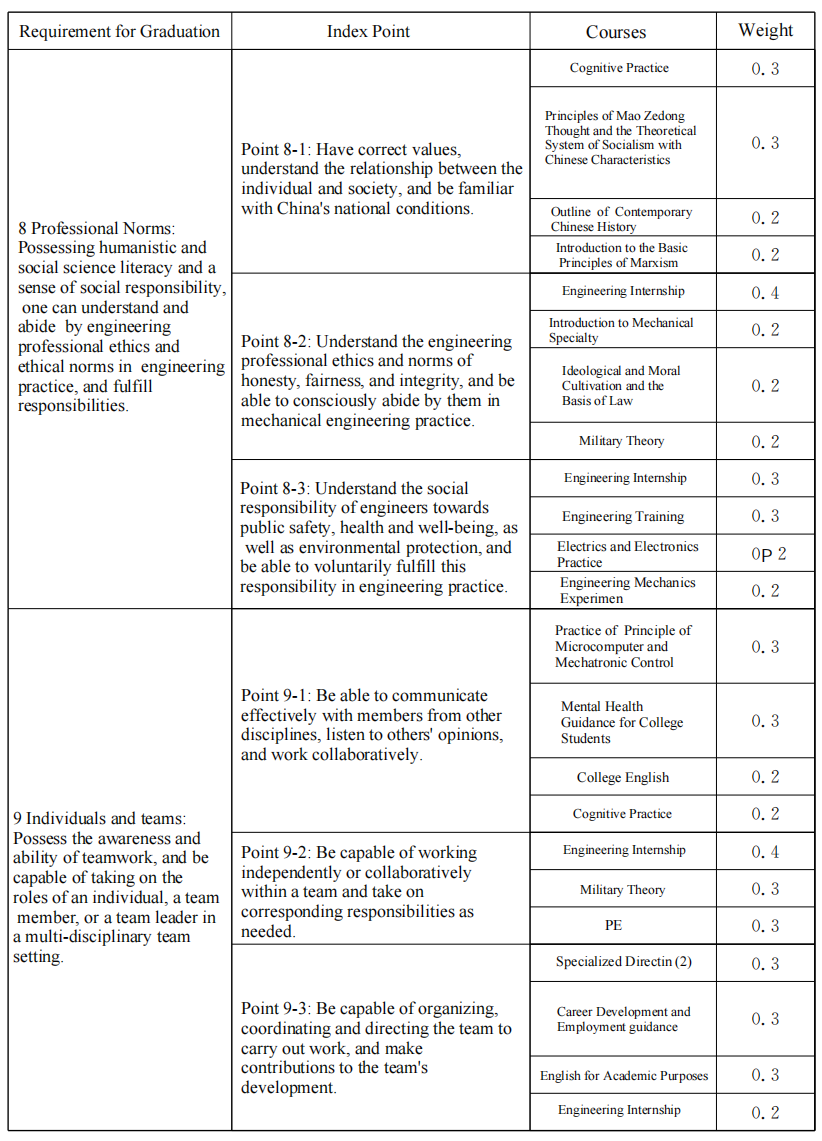 Requirement for Graduation
Index Point
Courses
Weight
8 Professional Norms:
Possessing humanistic and
social science literacy and a
sense of social responsibility,
one can understand and
abide by engineering
professional ethics and
ethical norms in engineering
practice, and fulfill
responsibilities.
Point 8-1: Have correct values,
understand the relationship between the
individual and society, and be familiar
with China's national conditions.
Cognitive Practice
0. 3
Principles of Mao Zedong
Thought and the Theoretical
System of Socialism with
Chinese Characteristics
0. 3
Outline of Contemporary
Chinese History
0. 2
Introduction to the Basic
Principles of Marxism
0. 2
Point 8-2: Understand the engineering
professional ethics and norms of
honesty, fairness, and integrity, and be
able to consciously abide by them in
mechanical engineering practice.
Engineering Internship
0. 4
Introduction to Mechanical
Specialty
0. 2
Ideological and Moral
Cultivation and the
Basis of Law
0. 2
Military Theory
0. 2
Point 8-3: Understand the social
responsibility of engineers towards
public safety, health and well-being, as
well as environmental protection, and
be able to voluntarily fulfill this
responsibility in engineering practice.
Engineering Internship
0. 3
Engineering Training
0. 3
Electrics and Electronics
Practice
0P 2
Engineering Mechanics
Experimen
0. 2
9 Individuals and teams:
Possess the awareness and
ability of teamwork, and be
capable of taking on the
roles of an individual, a team
member, or a team leader in
a multi-disciplinary team
setting.
Point 9-1: Be able to communicate
effectively with members from other
disciplines, listen to others' opinions,
and work collaboratively.
Practice of Principle of
Microcomputer and
Mechatronic Control
0. 3
Mental Health
Guidance for College
Students
0. 3
College English
0. 2
Cognitive Practice
0. 2
Point 9-2: Be capable of working
independently or collaboratively
within a team and take on
corresponding responsibilities as
needed.
Engineering Internship
0. 4
Military Theory
0. 3
PE
0. 3
Point 9-3: Be capable of organizing,
coordinating and directing the team to
carry out work, and make
contributions to the team's
development.
Specialized Directin (2)
0. 3
Career Development and
Employment guidance
0. 3
English for Academic Purposes
0. 3
Engineering Internship
0. 2